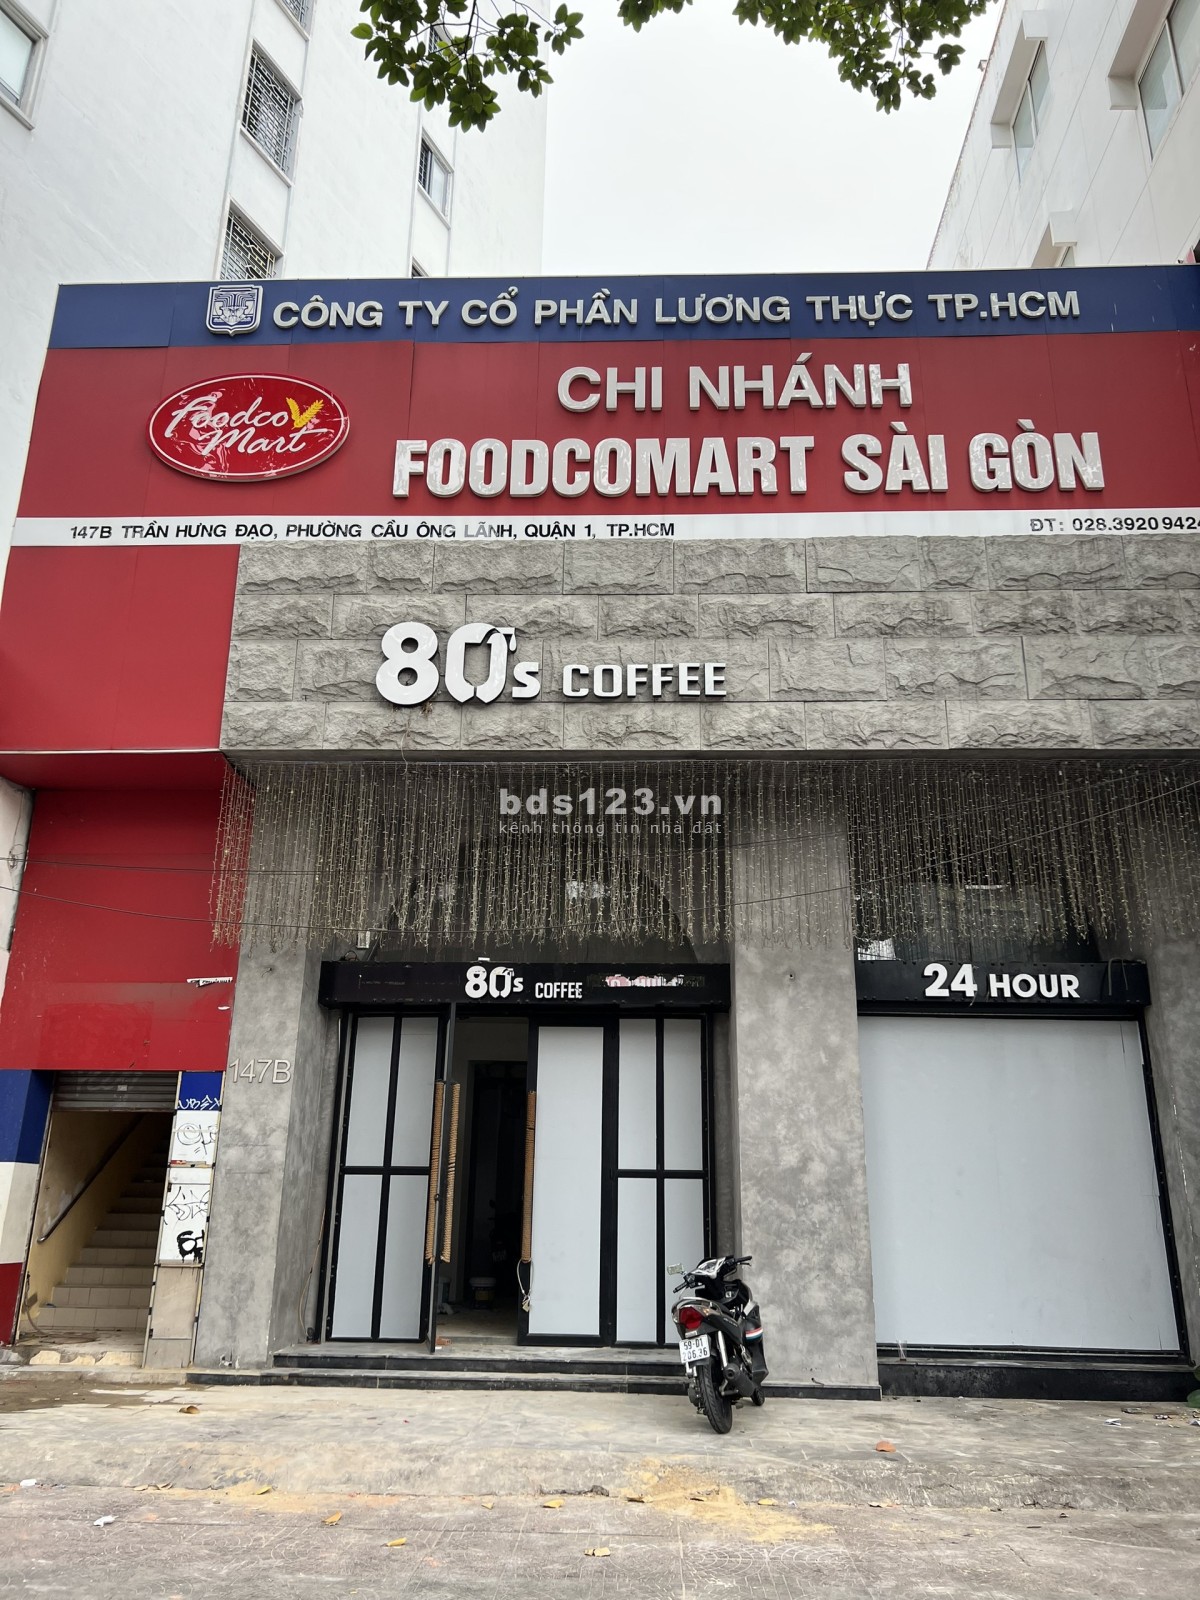 CÔNG TY CỔ PHẦN LƯƠNG THỰC TP.HCM
CHI NHÁNH
Foodco
Mart
FOODCOMART SÀI GÒN
147B TRẦN HƯNG ĐẠO, PHƯỜNG CẦU ÔNG LÃNH, QUẬN 1, TP.HCM
ĐT: 028.3920 9424
80's COFFEE
bds123.vn
kênh thông tin nhà đất
80's COFFEE
24 HOUR
147B
59-D1